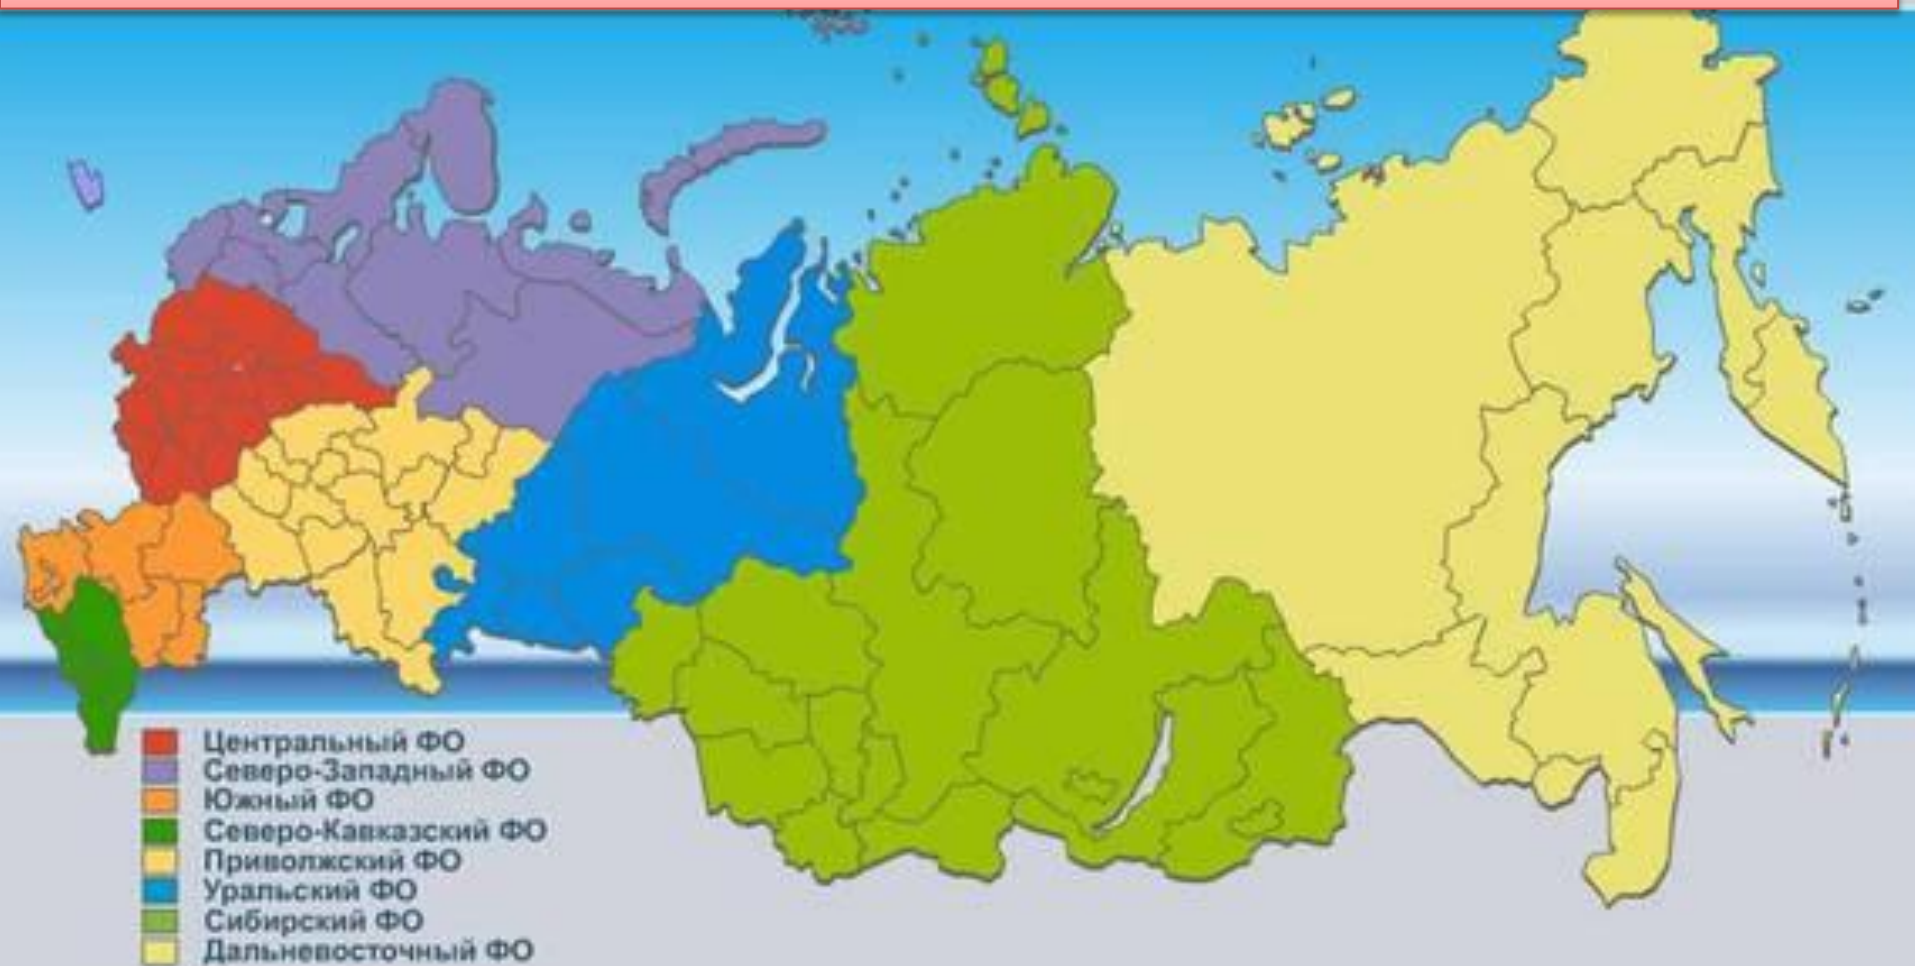 Центральный ФО
Северо-Западный ФО
Южный ФО
Северо-Кавказский ФО
Приволжский ФО
Уральский ФО
Сибирский ФО
Дальневосточный ФО